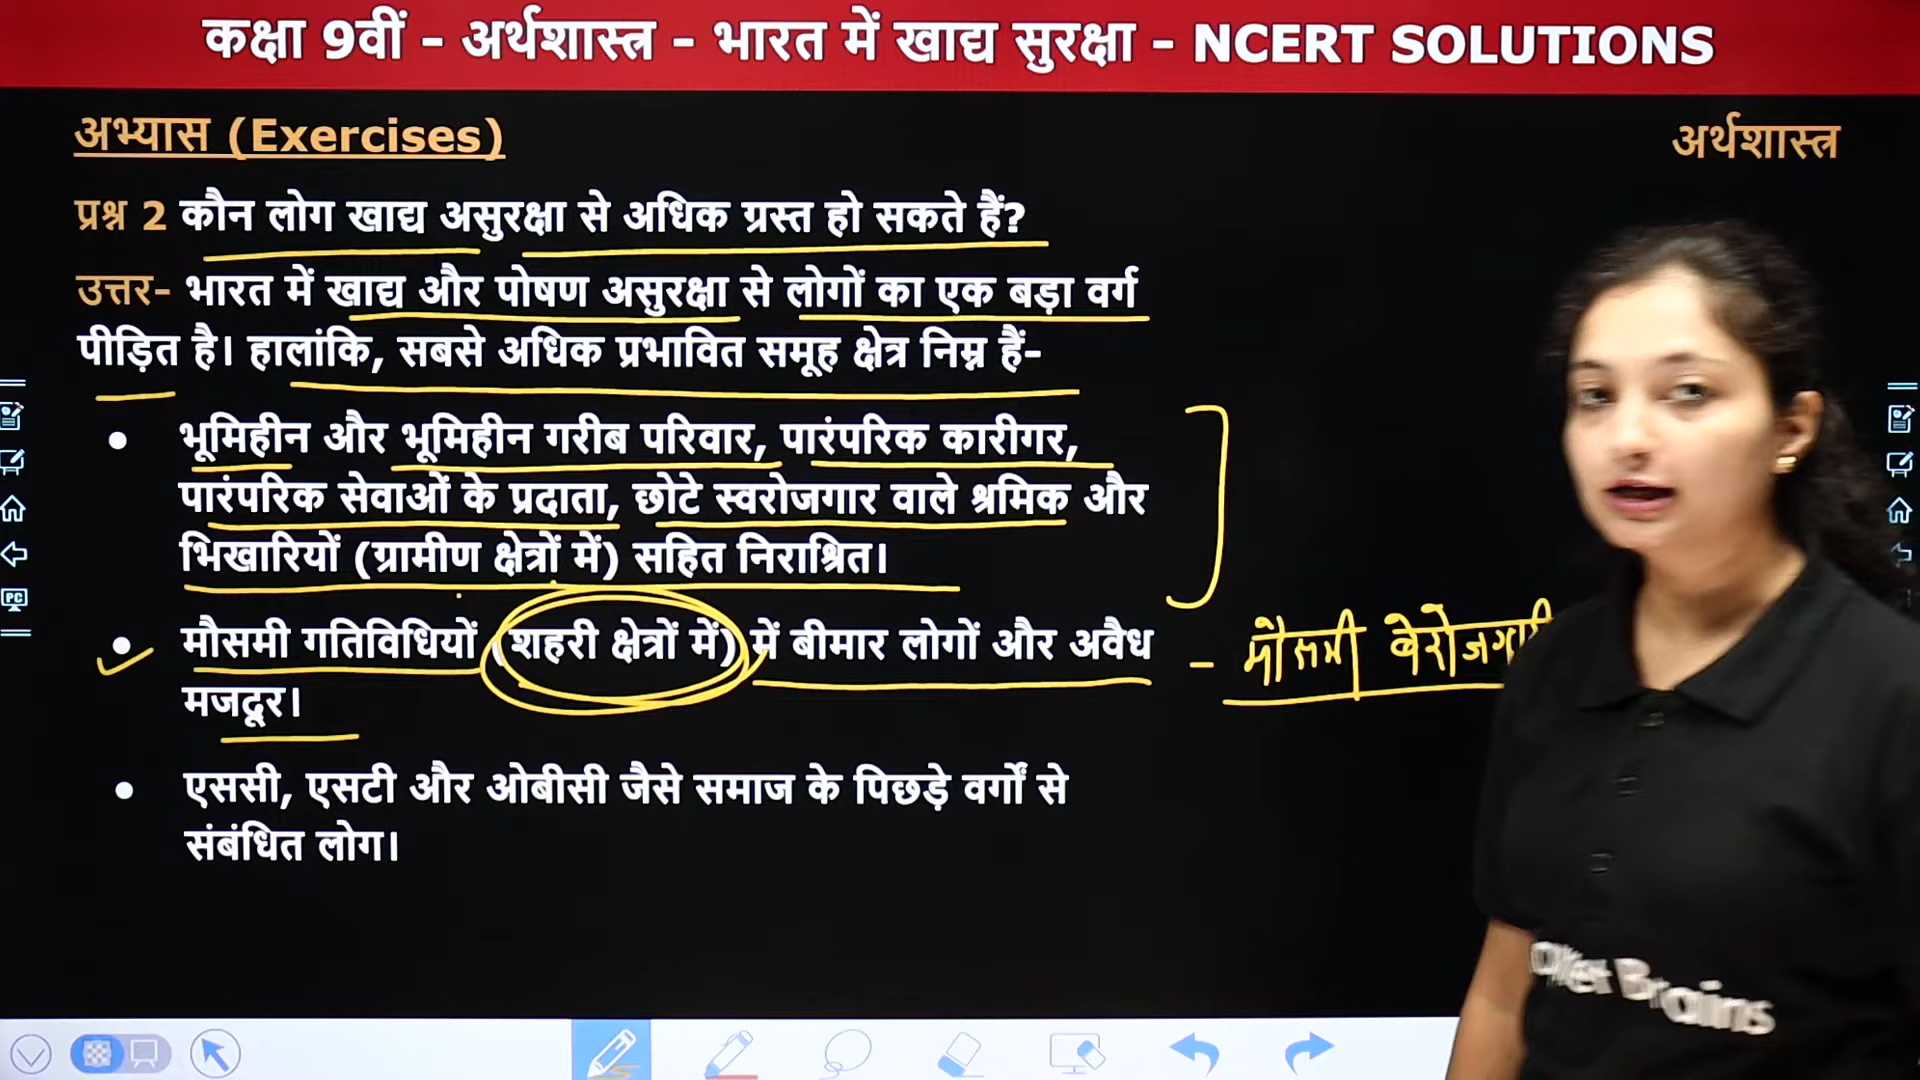 कक्षा 9वीं - अर्थशास्त्र - भारत में खाद्य सुरक्षा - NCERT SOLUTIONS
अभ्यास (Exercises)
अर्थशास्त्र
प्रश्न 2 कौन लोग खाद्य असुरक्षा से अधिक ग्रस्त हो सकते हैं?
उत्तर- भारत में खाद्य और पोषण असुरक्षा से लोगों का एक बड़ा वर्ग
पीड़ित है। हालांकि, सबसे अधिक प्रभावित समूह क्षेत्र निम्न हैं-
• भूमिहीन और भूमिहीन गरीब परिवार, पारंपरिक कारीगर,
पारंपरिक सेवाओं के प्रदाता, छोटे स्वरोजगार वाले श्रमिक और
भिखारियों (ग्रामीण क्षेत्रों में) सहित निराश्रित।
• मौसमी गतिविधियों (शहरी क्षेत्रों में) में बीमार लोगों और अवैध
मजदूर।
- मौसमी
• एससी, एसटी और ओबीसी जैसे समाज के पिछड़े वर्गों से
संबंधित लोग।
Brains
PC